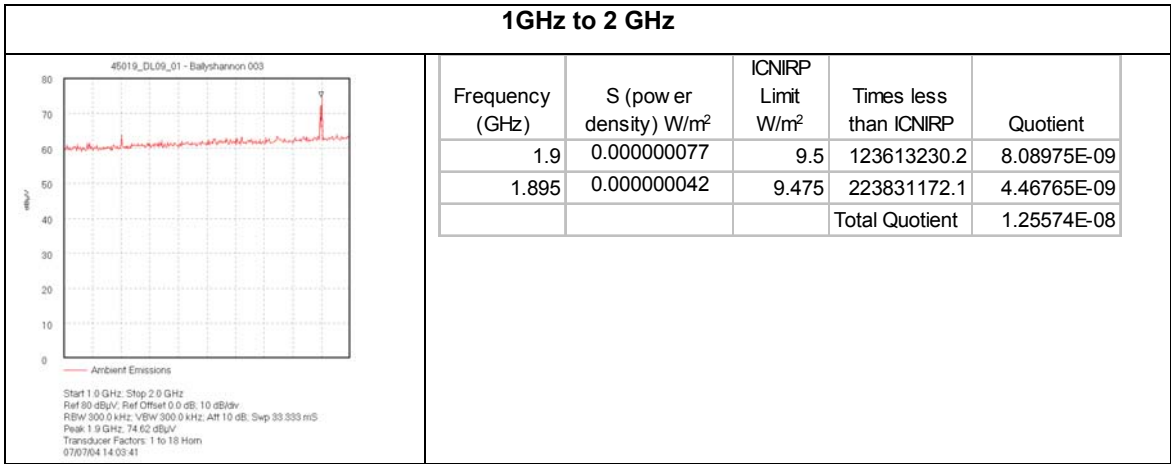 1GHz to 2 GHz
45019_DL09_01 - Ballyshannon 003
80
70
60
50
40
30
20
10
0
dBµV
Ambient Emissions
Start 1.0 GHz; Stop 2.0 GHz
Ref 80 dBµV; Ref Offset 0.0 dB; 10 dB/div
RBW 300.0 kHz; VBW 300.0 kHz; Att 10 dB; Swp 33.333 mS
Peak 1.9 GHz, 74.62 dBµV
Transducer Factors: 1 to 18 Horn
07/07/04 14:03:41
Frequency (GHz) S (pow er density) W/m² ICNIRP Limit W/m² Times less than ICNIRP Quotient
1.9 0.000000077 9.5 123613230.2 8.08975E-09
1.895 0.000000042 9.475 223831172.1 4.46765E-09
Total Quotient 1.25574E-08